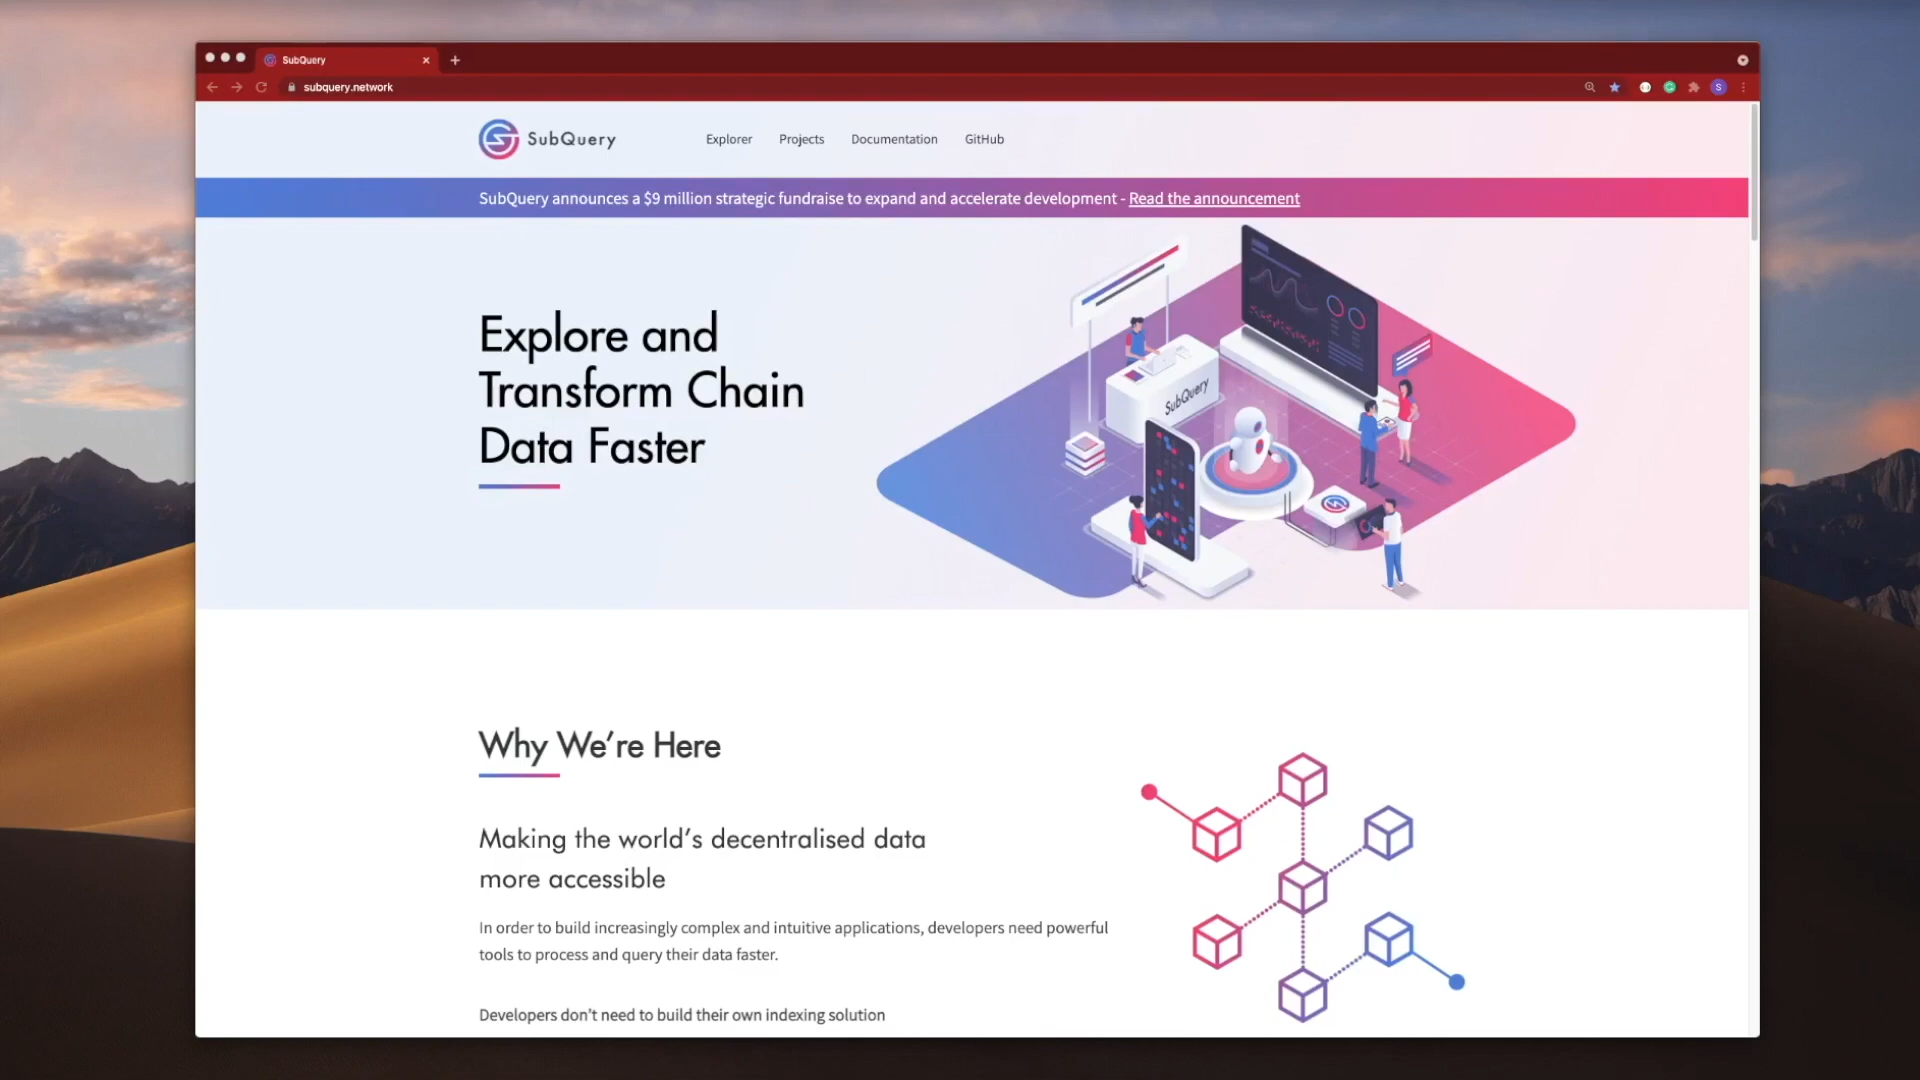 SubQuery
subquery.network
S
SubQuery
Explorer
Projects
Documentation
GitHub
SubQuery announces a $9 million strategic fundraise to expand and accelerate development - Read the announcement
Explore and
Transform Chain
Data Faster
SubQuery
Why We’re Here
Making the world’s decentralised data
more accessible
In order to build increasingly complex and intuitive applications, developers need powerful
tools to process and query their data faster.
Developers don’t need to build their own indexing solution